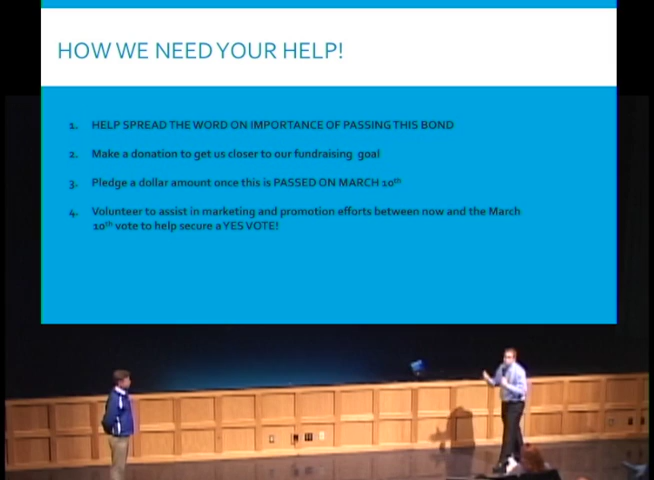 HOW WE NEED YOUR HELP!
1. HELP SPREAD THE WORD ON IMPORTANCE OF PASSING THIS BOND
2. Make a donation to get us closer to our fundraising goal
3. Pledge a dollar amount once this is PASSED ON MARCH 10th
4. Volunteer to assist in marketing and promotion efforts between now and the March
10th vote to help secure a YES VOTE!